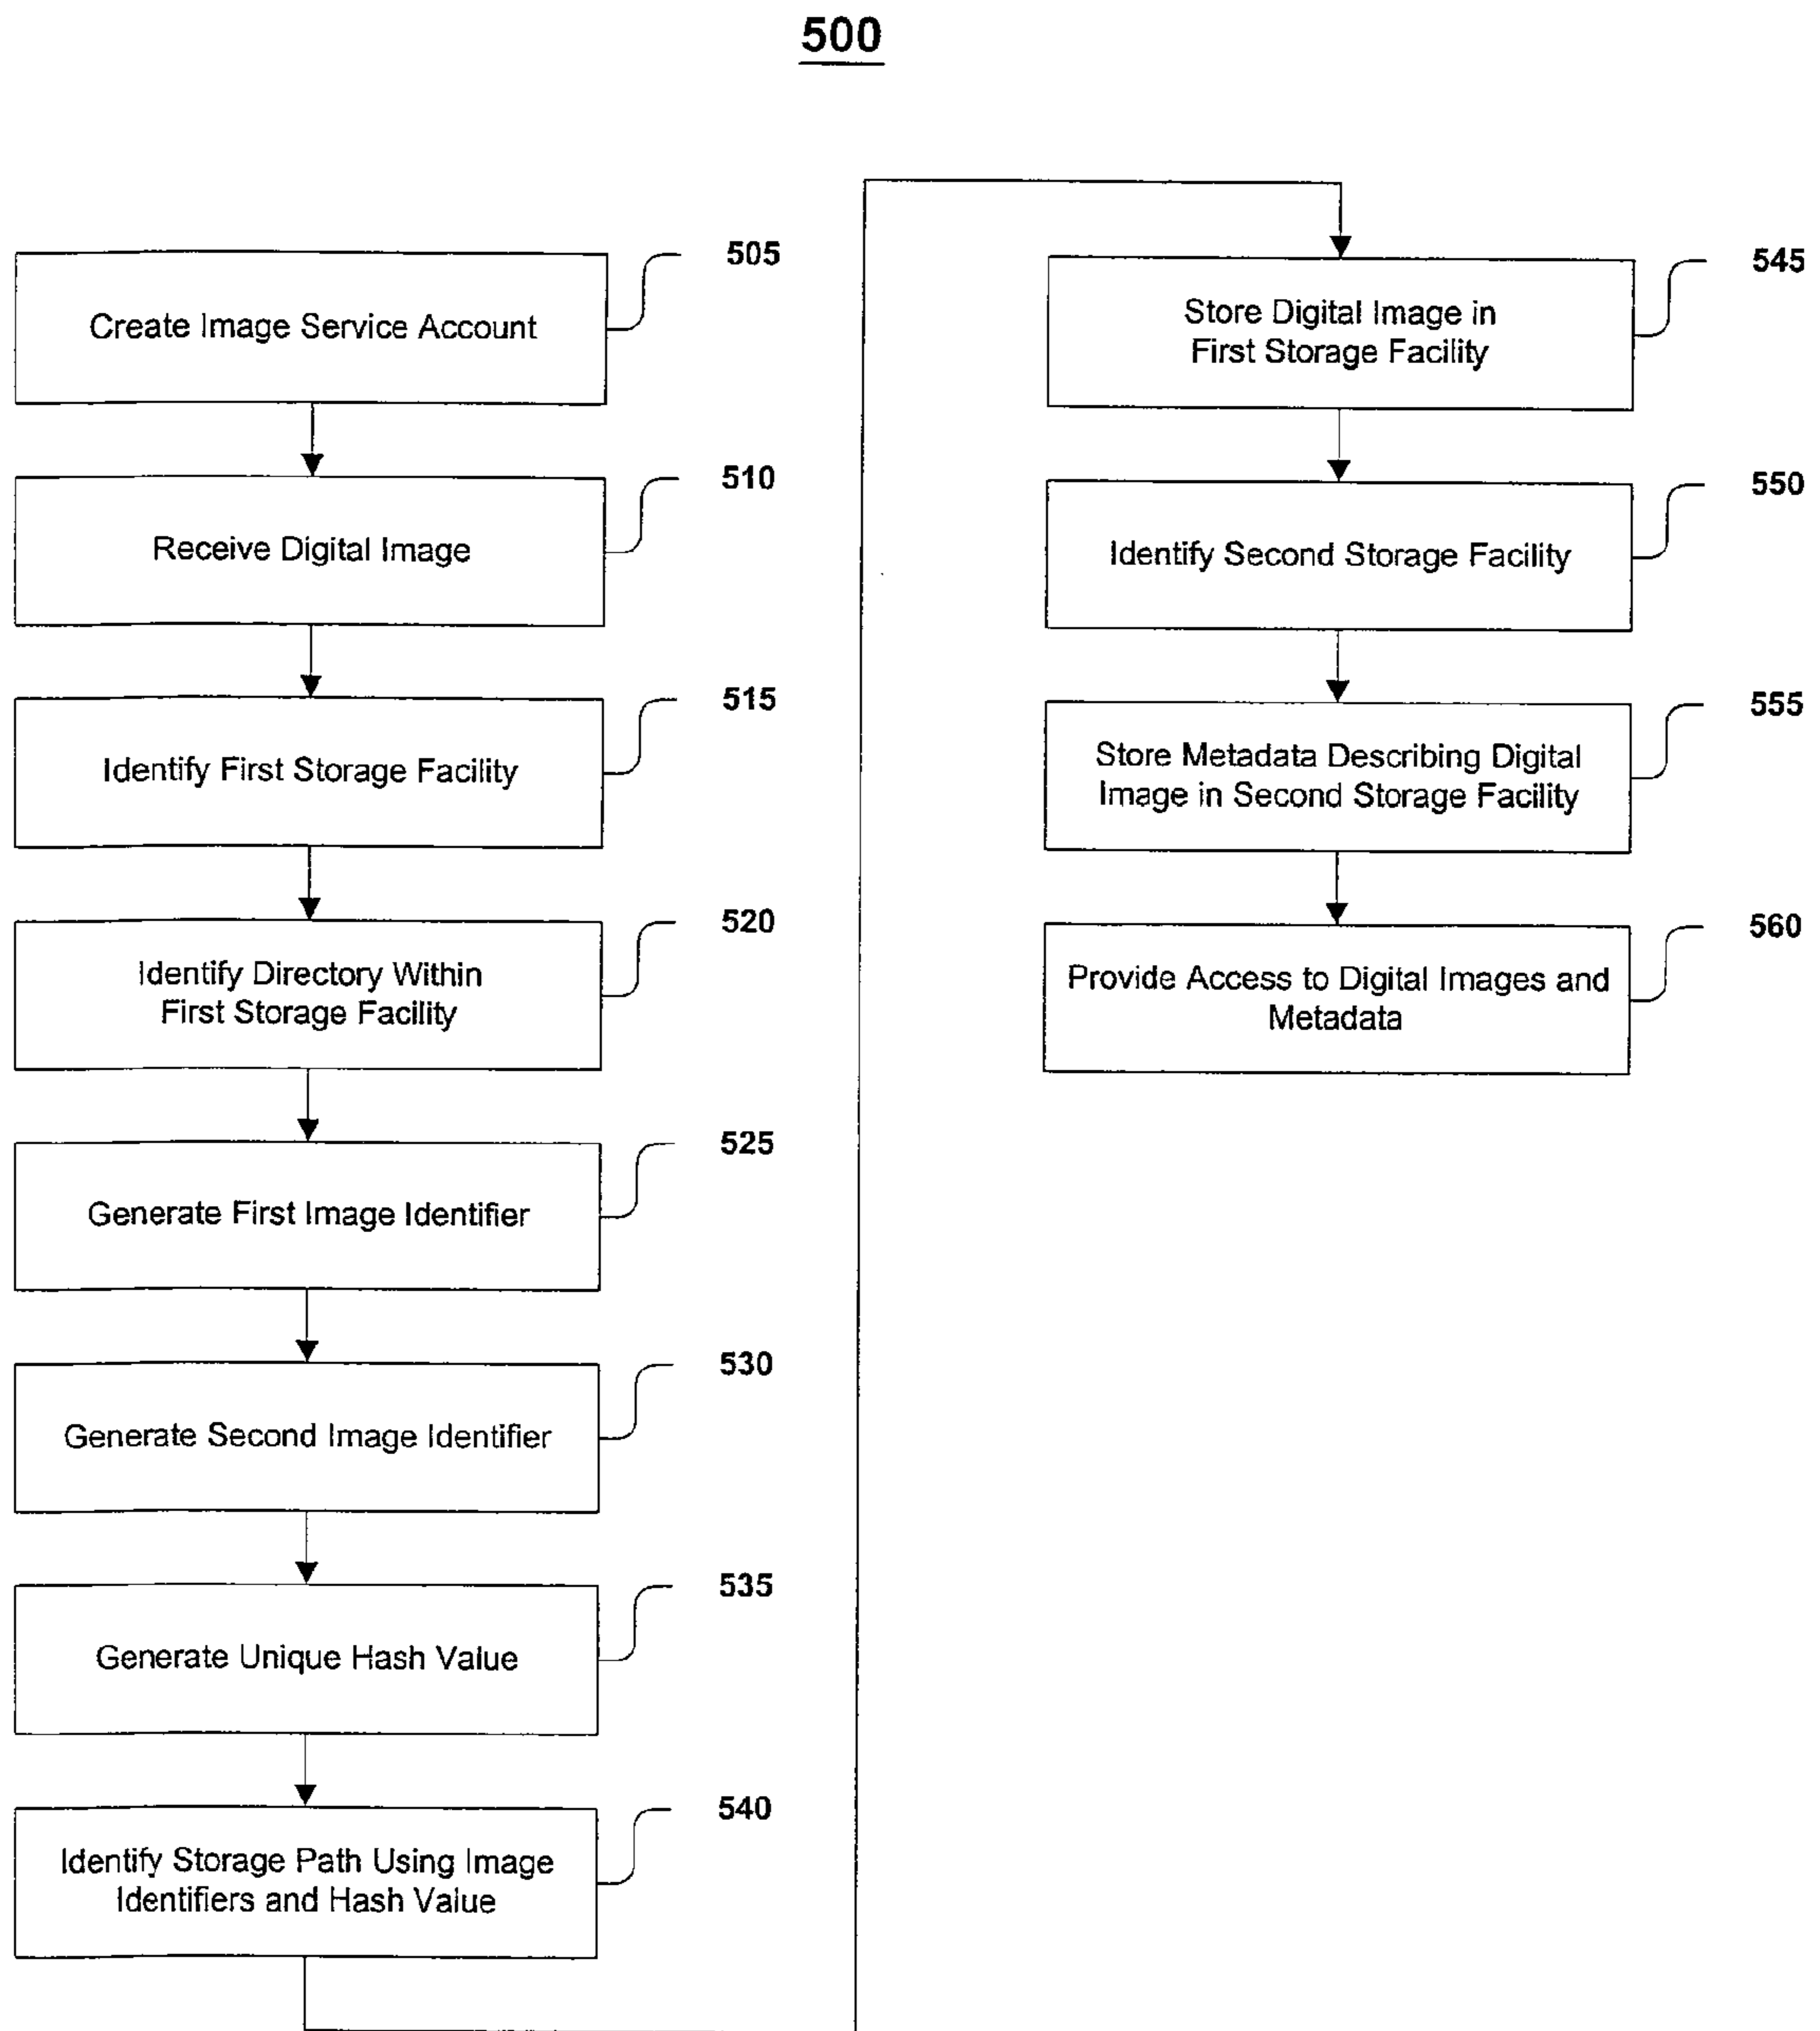 500
505
Create Image Service Account
510
Receive Digital Image
515
Identify First Storage Facility
520
Identify Directory Within
First Storage Facility
525
Generate First Image Identifier
530
Generate Second Image Identifier
535
Generate Unique Hash Value
540
Identify Storage Path Using Image
Identifiers and Hash Value
545
Store Digital Image in
First Storage Facility
550
Identify Second Storage Facility
555
Store Metadata Describing Digital
Image in Second Storage Facility
560
Provide Access to Digital Images and
Metadata